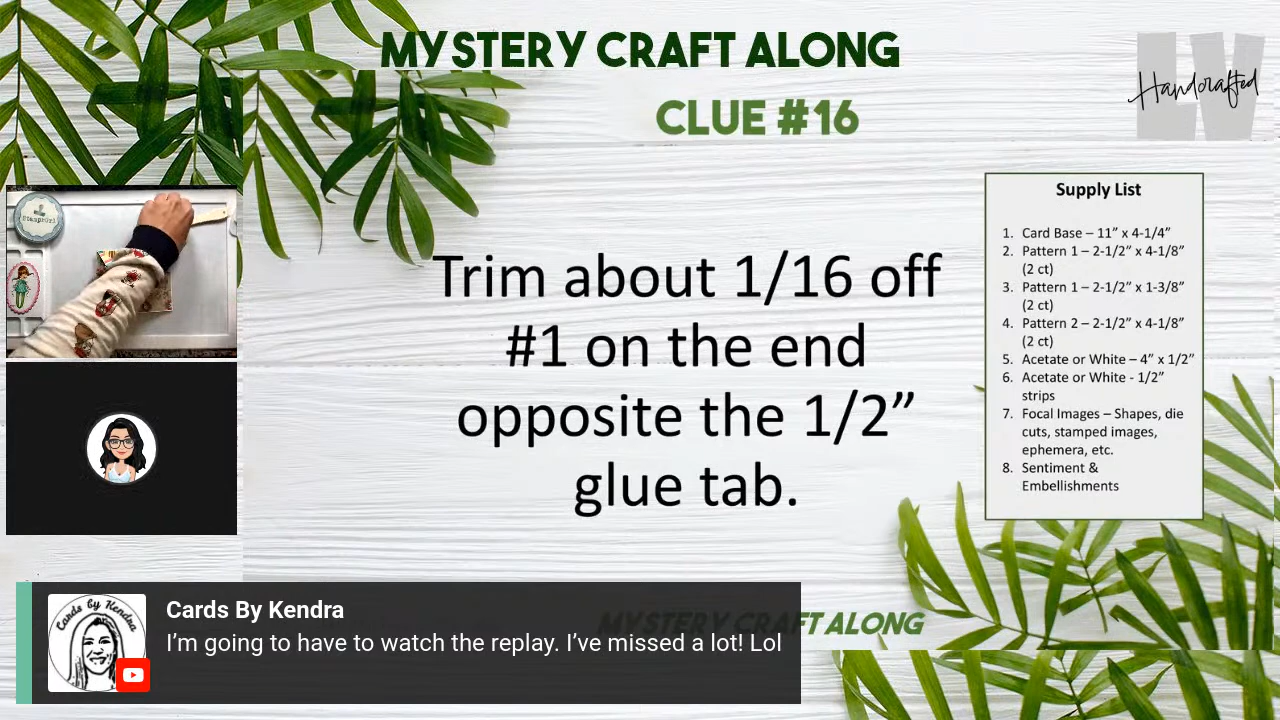 MYSTERY CRAFT ALONG
CLUE #16
Handcrafted
Trim about 1/16 off
#1 on the end
opposite the 1/2”
glue tab.
Supply List
1. Card Base – 11” x 4-1/4”
2. Pattern 1 – 2-1/2” x 4-1/8”
(2 ct)
3. Pattern 1 – 2-1/2” x 1-3/8”
(2 ct)
4. Pattern 2 – 2-1/2” x 4-1/8”
(2 ct)
5. Acetate or White – 4” x 1/2”
6. Acetate or White - 1/2”
strips
7. Focal Images – Shapes, die
cuts, stamped images,
ephemera, etc.
8. Sentiment &
Embellishments
MYSTERY CRAFT ALONG
Cards by Kendra
Cards By Kendra
I’m going to have to watch the replay. I’ve missed a lot! Lol